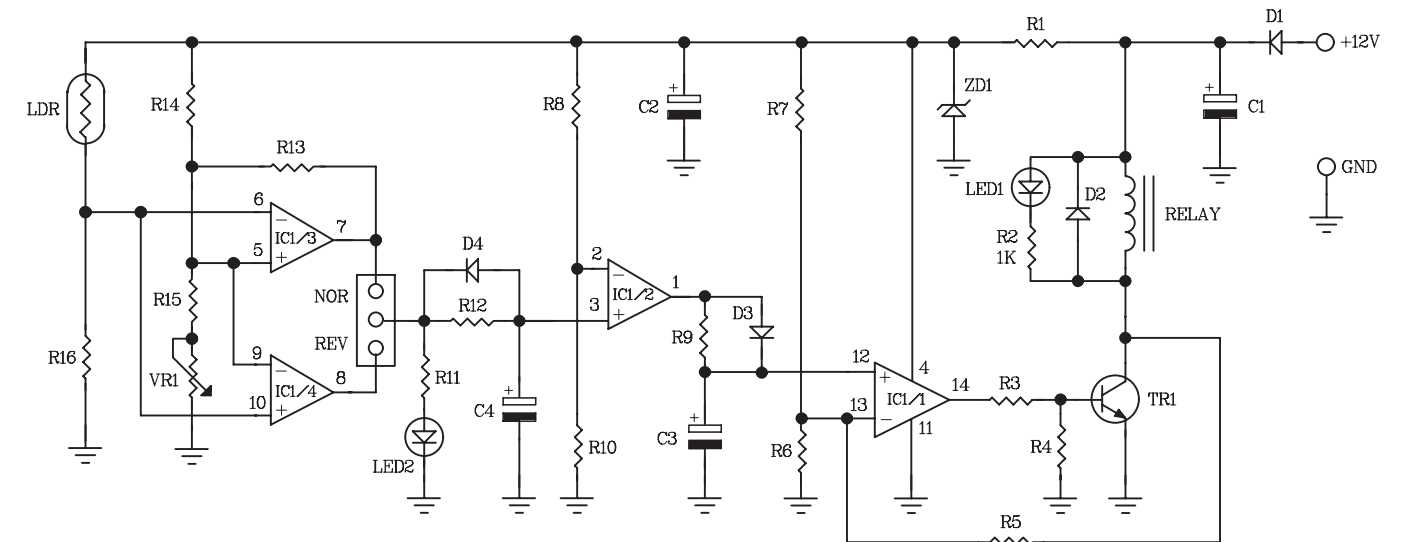 D1
R1
+12V
ZD1
LDR
R14
R8
C2
R7
C1
R13
GND
LED1
D2
RELAY
6
7
IC1/3
5
R2
1K
D4
2
1
NOR
IC1/2
R15
R12
3
D3
REV
R9
R16
9
12
4
VR1
R11
8
14
R3
IC1/4
IC1/1
TR1
10
C4
13
11
C3
R6
R4
R10
LED2
R5
+
+
+
+
−
+
−
+
−
+
+
−